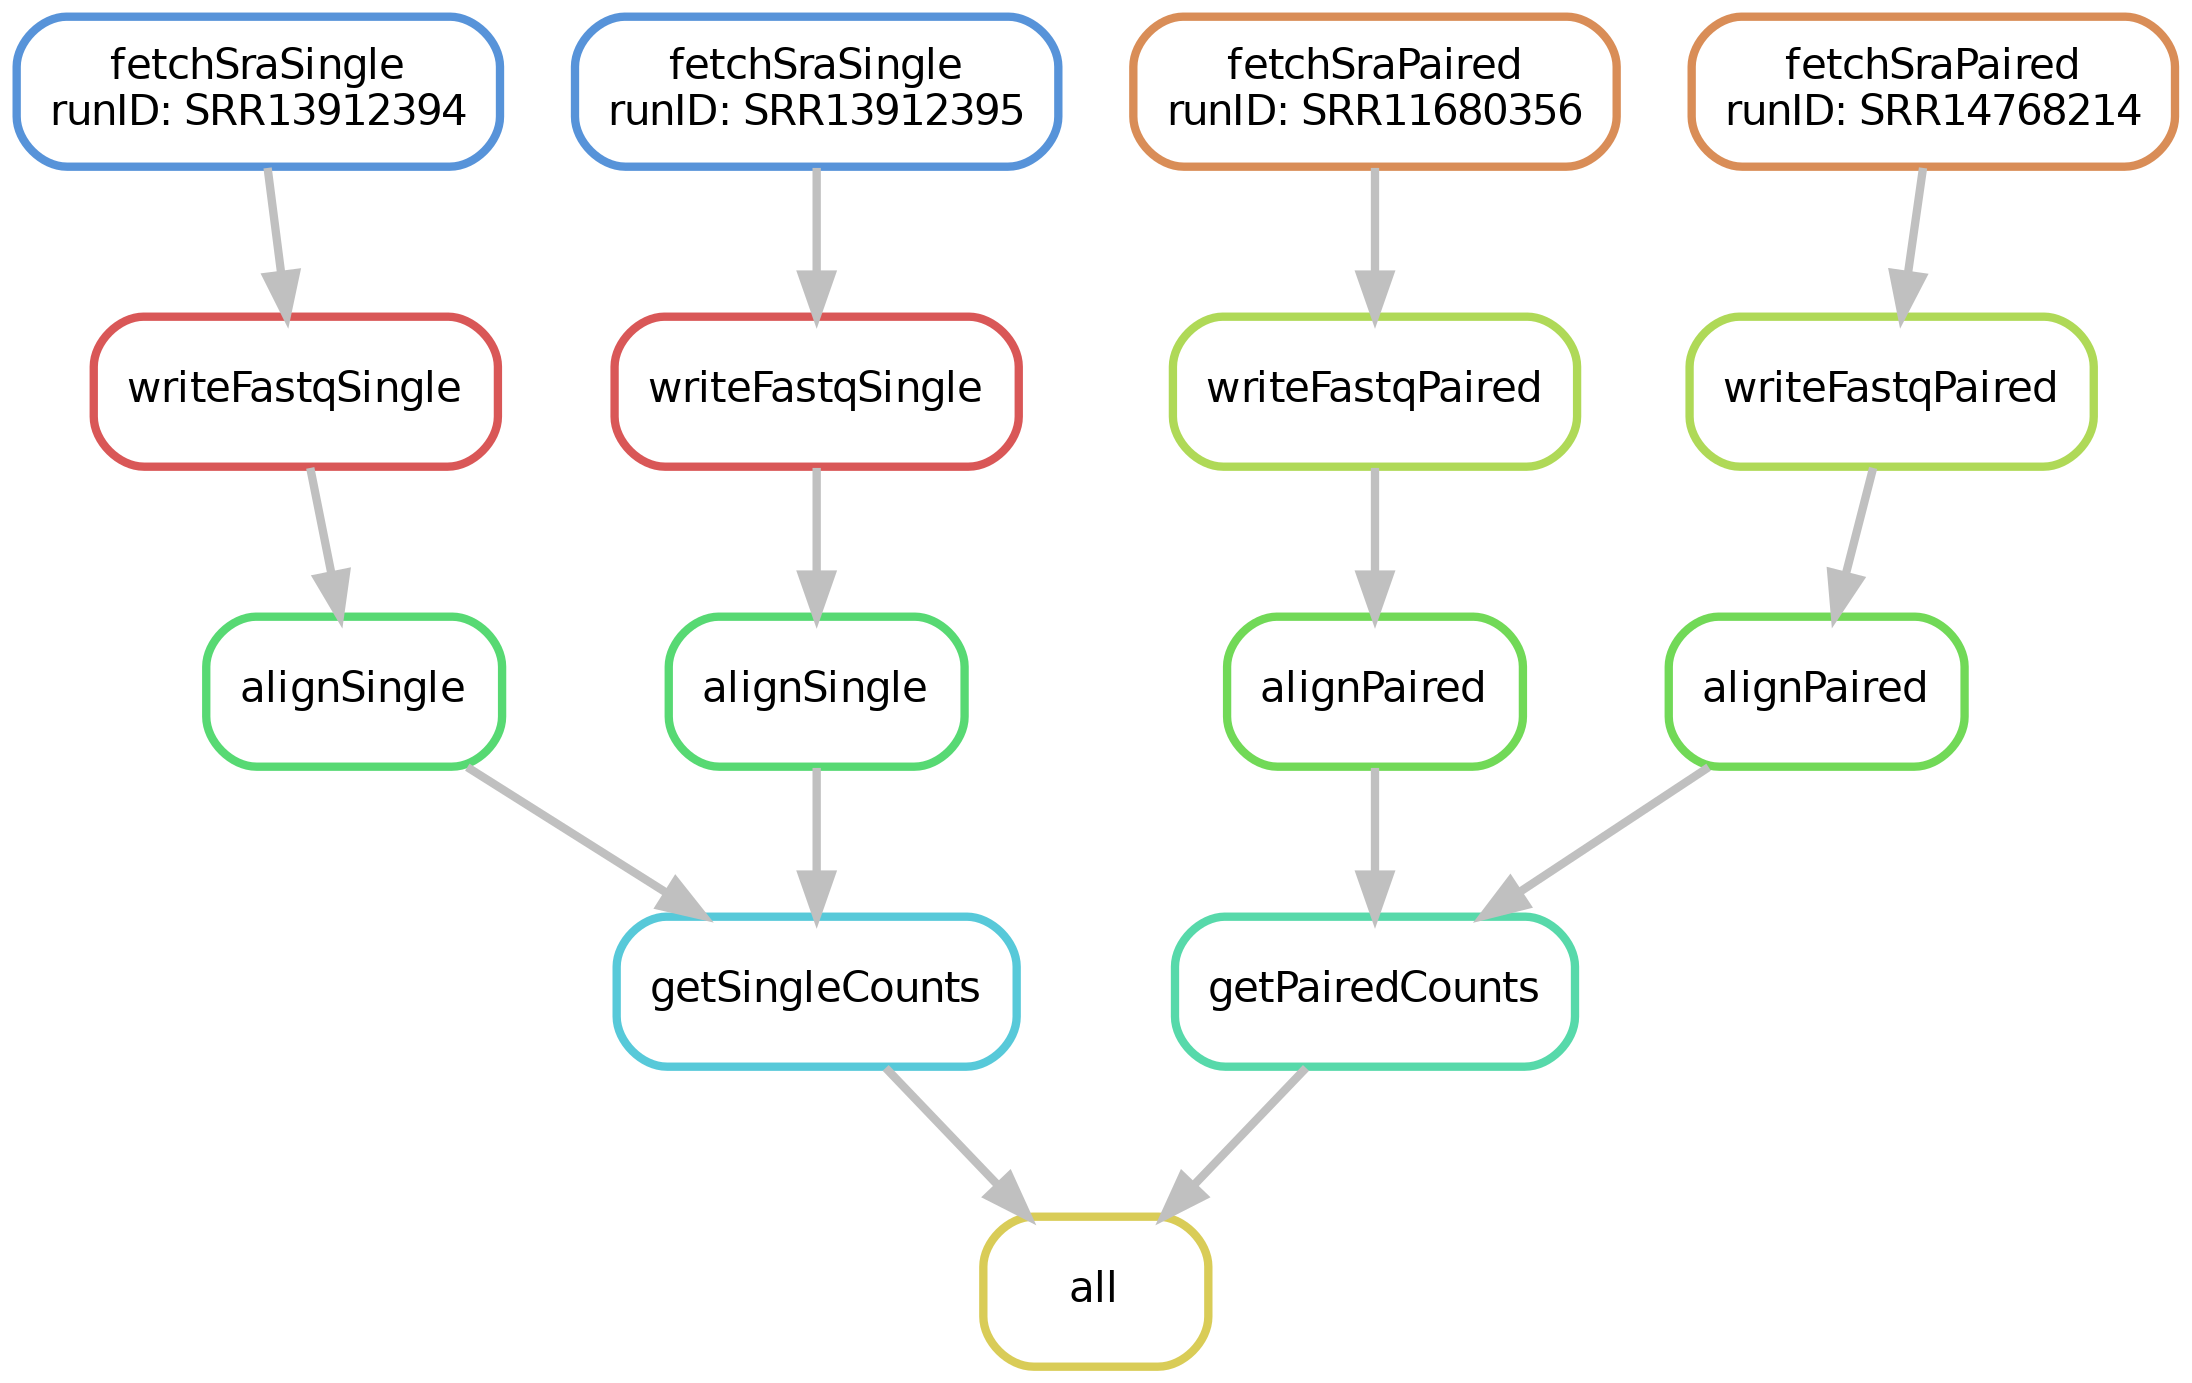 fetchSraSingle
runID: SRR13912394
fetchSraSingle
runID: SRR13912395
fetchSraPaired
runID: SRR11680356
fetchSraPaired
runID: SRR14768214
writeFastqSingle
writeFastqSingle
writeFastqPaired
writeFastqPaired
alignSingle
alignSingle
alignPaired
alignPaired
getSingleCounts
getPairedCounts
all